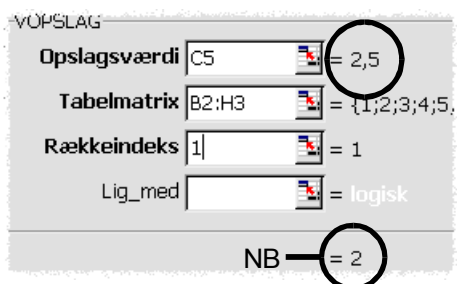 VOPSLAG
Opslagsværdi C5 = 2,5
Tabelmatrix B2:H3 = {1;2;3;4;5,
Rækkeindeks 1 = 1
Lig_med = logisk
NB = 2